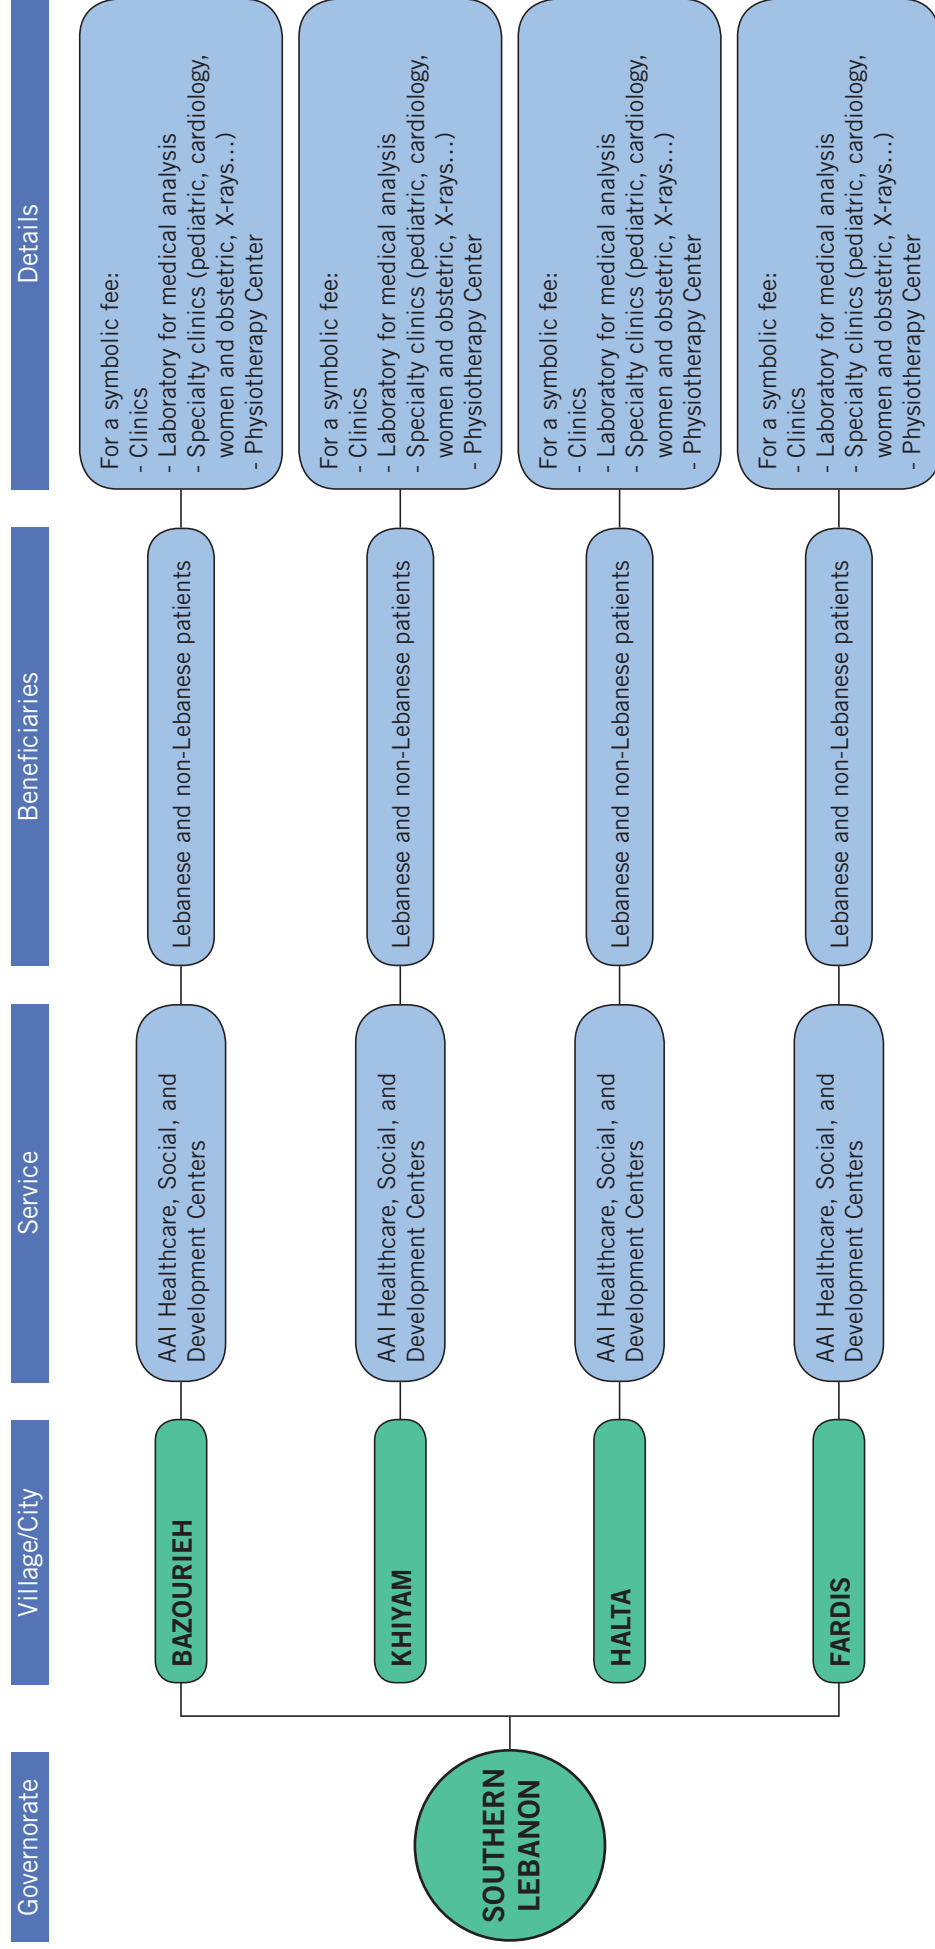 Governorate
Village/City
Service
Beneficiaries
Details
SOUTHERN
LEBANON
BAZOURIEH
AAI Healthcare, Social, and
Development Centers
Lebanese and non-Lebanese patients
For a symbolic fee:
- Clinics
- Laboratory for medical analysis
- Specialty clinics (pediatric, cardiology,
women and obstetric, X-rays...)
- Physiotherapy Center
KHIYAM
AAI Healthcare, Social, and
Development Centers
Lebanese and non-Lebanese patients
For a symbolic fee:
- Clinics
- Laboratory for medical analysis
- Specialty clinics (pediatric, cardiology,
women and obstetric, X-rays...)
- Physiotherapy Center
HALTA
AAI Healthcare, Social, and
Development Centers
Lebanese and non-Lebanese patients
For a symbolic fee:
- Clinics
- Laboratory for medical analysis
- Specialty clinics (pediatric, cardiology,
women and obstetric, X-rays...)
- Physiotherapy Center
FARDIS
AAI Healthcare, Social, and
Development Centers
Lebanese and non-Lebanese patients
For a symbolic fee:
- Clinics
- Laboratory for medical analysis
- Specialty clinics (pediatric, cardiology,
women and obstetric, X-rays...)
- Physiotherapy Center